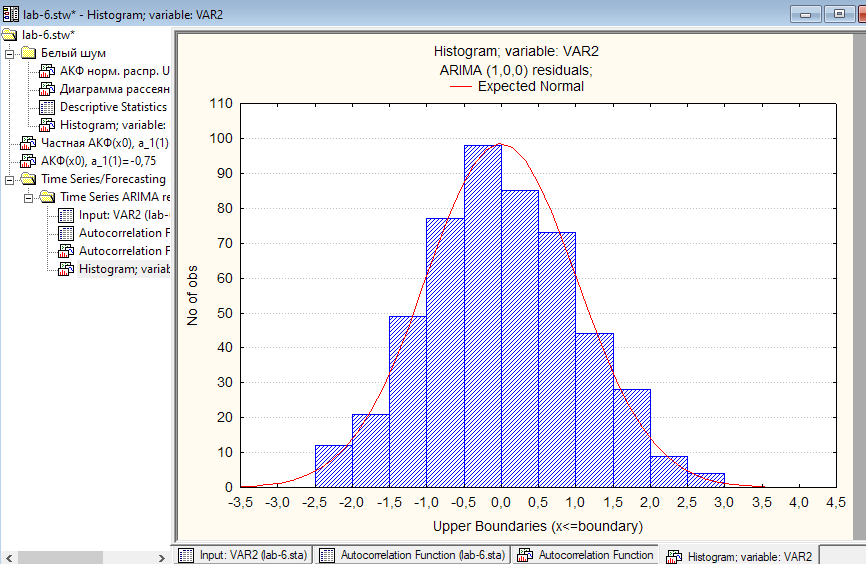 lab-6.stw* - Histogram; variable: VAR2
lab-6.stw*
Белый шум
АКФ норм. распр. U
Диаграмма рассеян
Descriptive Statistics
Histogram; variable:
Частная АКФ(x0), a_1(1)
АКФ(x0), a_1(1)=-0,75
Time Series/Forecasting
Time Series ARIMA re
Input: VAR2 (lab-
Autocorrelation F
Autocorrelation F
Histogram; variab
Histogram; variable: VAR2
ARIMA (1,0,0) residuals;
Expected Normal
110
100
90
80
70
60
50
40
30
20
10
0
No of obs
-3,5 -3,0 -2,5 -2,0 -1,5 -1,0 -0,5 0,0 0,5 1,0 1,5 2,0 2,5 3,0 3,5 4,0 4,5
Upper Boundaries (x<=boundary)
Input: VAR2 (lab-6.sta) Autocorrelation Function (lab-6.sta) Autocorrelation Function Histogram; variable: VAR2